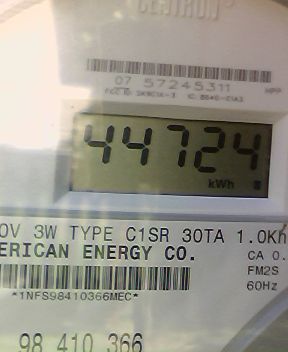 CENTRON®
07 57245311
44724
kWh
0V 3W TYPE C1SR 30TA 1.0Kh
ERICAN ENERGY CO.
CA 0.
FM2S
*1NFS98410366MEC*
60Hz
98 410 366